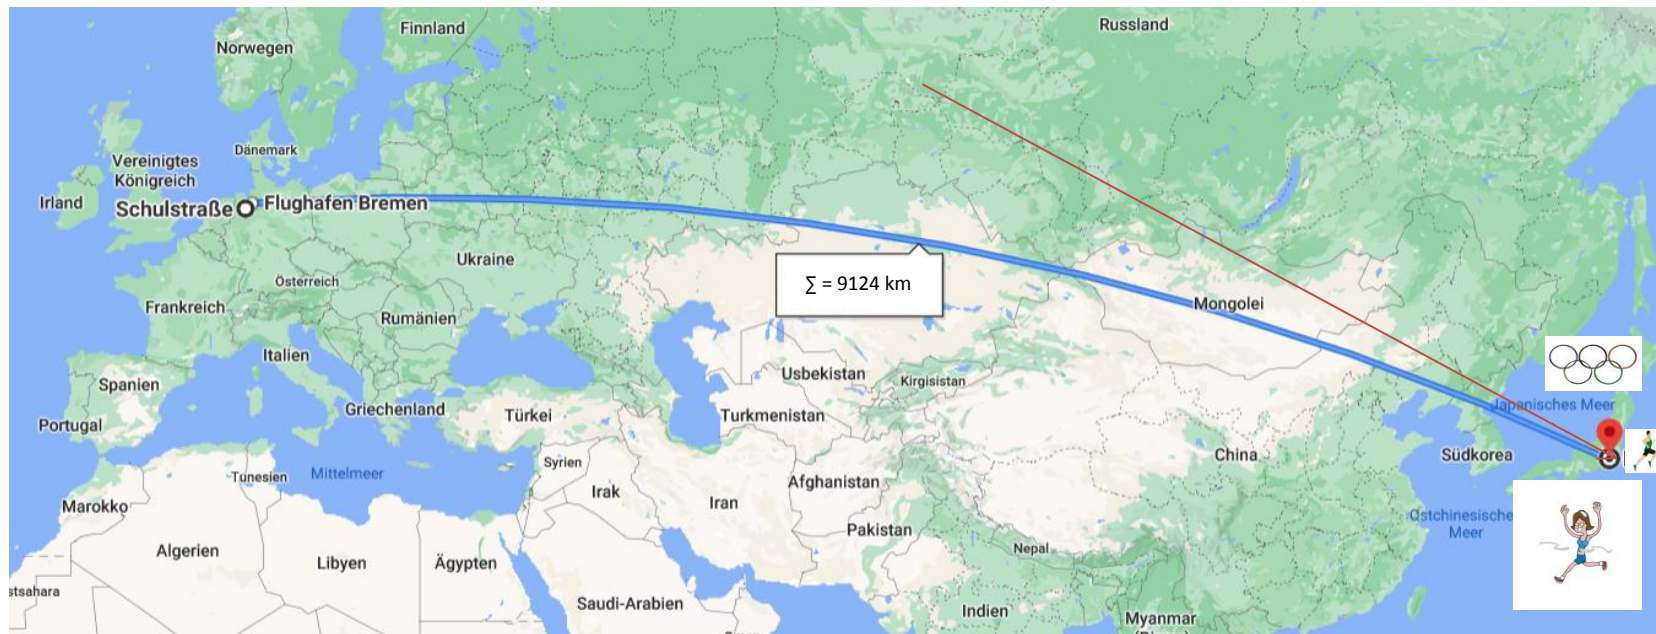 Russland
Finnland
Norwegen
Dänemark
Vereinigtes
Königreich
Irland
Schulstraße
Flughafen Bremen
Ukraine
Österreich
∑ = 9124 km
Frankreich
Rumänien
Mongolei
Italien
Spanien
Usbekistan
Kirgisistan
Griechenland
Türkei
Turkmenistan
Japanisches Meer
Portugal
Syrien
Tunesien
Mittelmeer
China
Südkorea
Afghanistan
Irak
Iran
Marokko
Pakistan
Ostchinesische
Meer
Algerien
Libyen
Ägypten
Nepal
stsahara
Saudi-Arabien
Indien
Myanmar